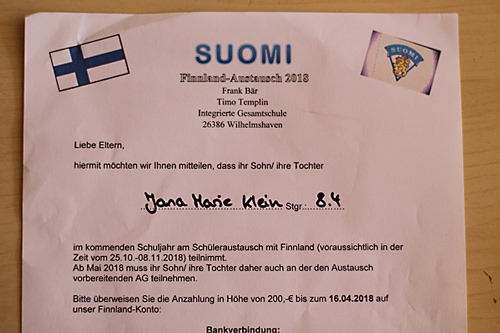 SUOMI
SUOMI
Finnland-Austausch 2018
Frank Bär
Timo Templin
Integrierte Gesamtschule
26386 Wilhelmshaven
Liebe Eltern,
hiermit möchten wir Ihnen mitteilen, dass ihr Sohn/ ihre Tochter
Jana Marie Klein Stgr.: 8.4
im kommenden Schuljahr am Schüleraustausch mit Finnland (voraussichtlich in der
Zeit vom 25.10.-08.11.2018) teilnimmt.
Ab Mai 2018 muss ihr Sohn/ ihre Tochter daher auch an der den Austausch
vorbereitenden AG teilnehmen.
Bitte überweisen Sie die Anzahlung in Höhe von 200,-€ bis zum 16.04.2018 auf
unser Finnland-Konto:
Bankverbindung: